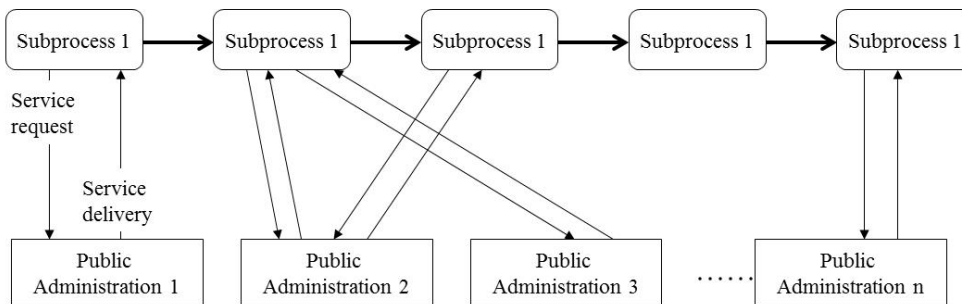 Subprocess 1
Subprocess 1
Subprocess 1
Subprocess 1
Subprocess 1
Service
request
Service
delivery
Public
Administration 1
Public
Administration 2
Public
Administration 3
........
Public
Administration n